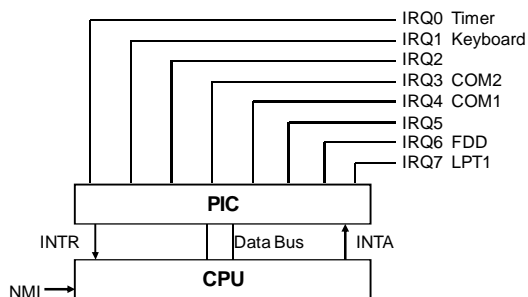 IRQ0 Timer
IRQ1 Keyboard
IRQ2
IRQ3 COM2
IRQ4 COM1
IRQ5
IRQ6 FDD
IRQ7 LPT1
PIC
INTR Data Bus INTA
CPU
NMI